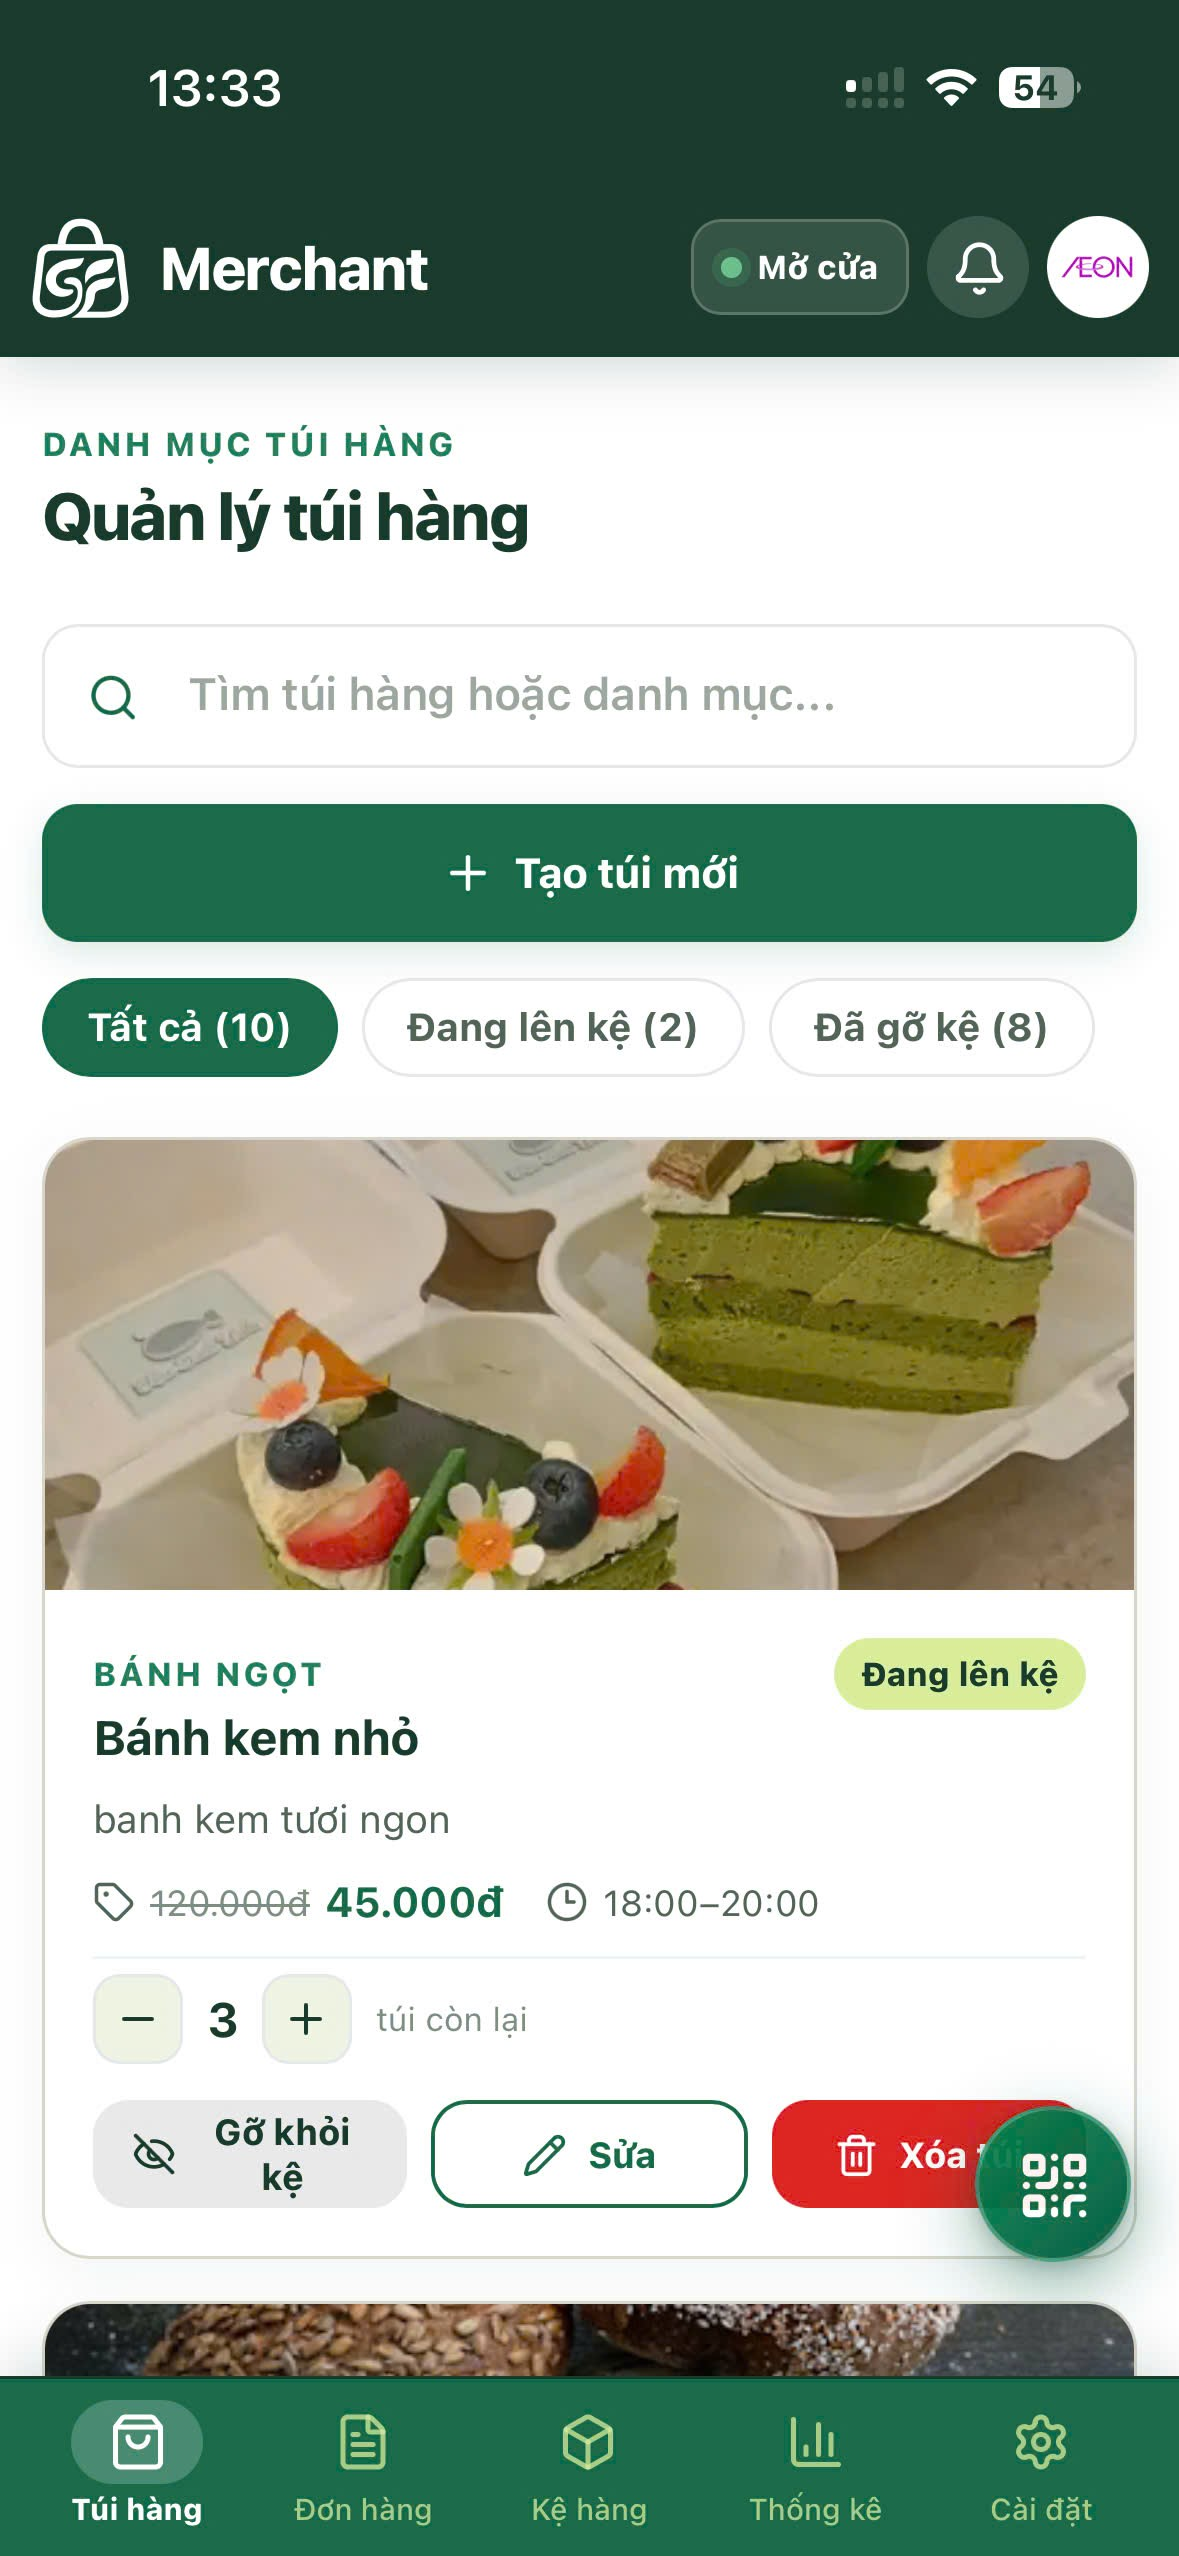 13:33
54
GF
Merchant
Mở cửa
ÆON
DANH MỤC TÚI HÀNG
Quản lý túi hàng
Tìm túi hàng hoặc danh mục...
Tạo túi mới
Tất cả (10)
Đang lên kệ (2)
Đã gỡ kệ (8)
BÁNH NGỌT
Đang lên kệ
Bánh kem nhỏ
banh kem tươi ngon
120.000đ 45.000đ
18:00–20:00
3
túi còn lại
Gỡ khỏi
kệ
Sửa
Xóa túi
Túi hàng
Đơn hàng
Kệ hàng
Thống kê
Cài đặt